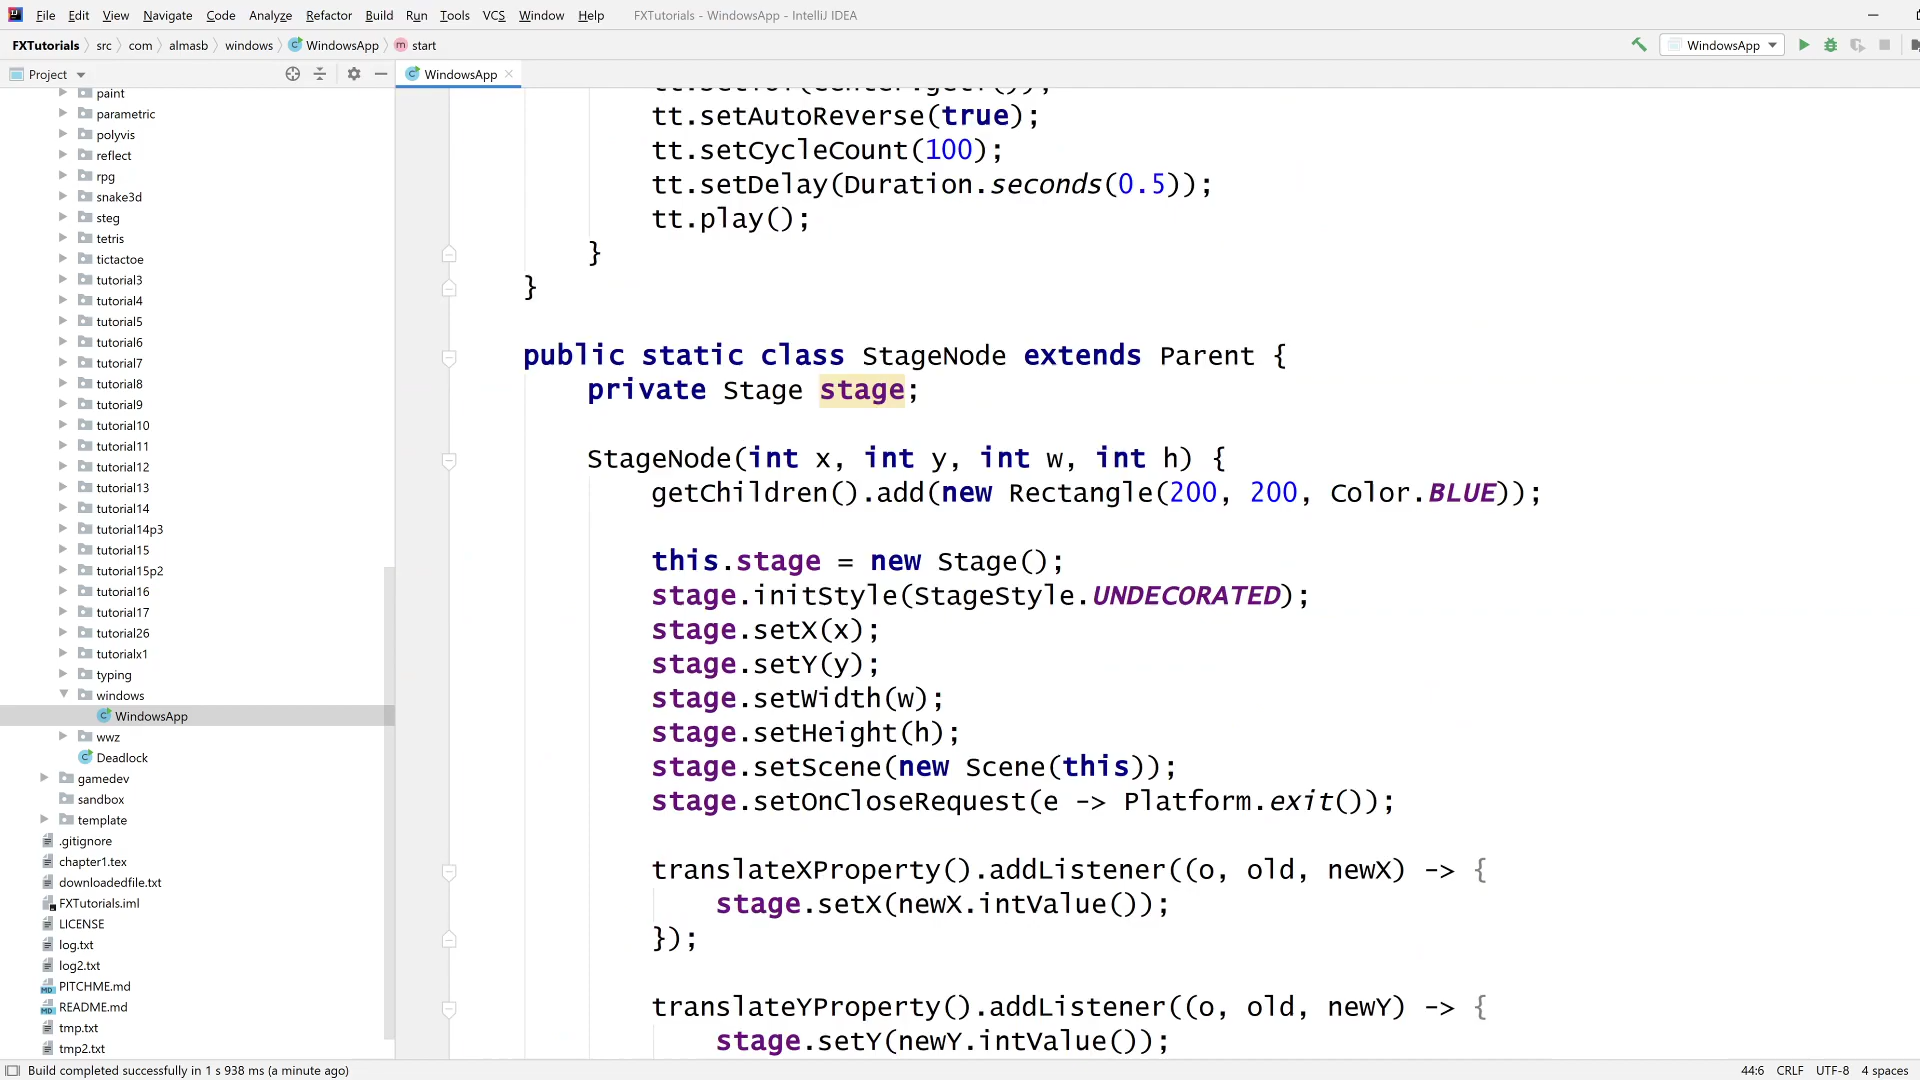 File Edit View Navigate Code Analyze Refactor Build Run Tools VCS Window Help FXTutorials - WindowsApp - IntelliJ IDEA
FXTutorials src com almasb windows WindowsApp start WindowsApp
Project WindowsApp
paint
parametric
polyvis
reflect
rpg
snake3d
steg
tetris
tictactoe
tutorial3
tutorial4
tutorial5
tutorial6
tutorial7
tutorial8
tutorial9
tutorial10
tutorial11
tutorial12
tutorial13
tutorial14
tutorial14p3
tutorial15
tutorial15p2
tutorial16
tutorial17
tutorial26
tutorialx1
typing
windows
WindowsApp
wwz
Deadlock
gamedev
sandbox
template
.gitignore
chapter1.tex
downloadedfile.txt
FXTutorials.iml
LICENSE
log.txt
log2.txt
PITCHME.md
README.md
tmp.txt
tmp2.txt
tt.setAutoReverse(true);
tt.setCycleCount(100);
tt.setDelay(Duration.seconds(0.5));
tt.play();
}
}
public static class StageNode extends Parent {
private Stage stage;
StageNode(int x, int y, int w, int h) {
getChildren().add(new Rectangle(200, 200, Color.BLUE));
this.stage = new Stage();
stage.initStyle(StageStyle.UNDECORATED);
stage.setX(x);
stage.setY(y);
stage.setWidth(w);
stage.setHeight(h);
stage.setScene(new Scene(this));
stage.setOnCloseRequest(e -> Platform.exit());
translateXProperty().addListener((o, old, newX) -> {
stage.setX(newX.intValue());
});
translateYProperty().addListener((o, old, newY) -> {
stage.setY(newY.intValue());
Build completed successfully in 1 s 938 ms (a minute ago) 44:6 CRLF UTF-8 4 spaces